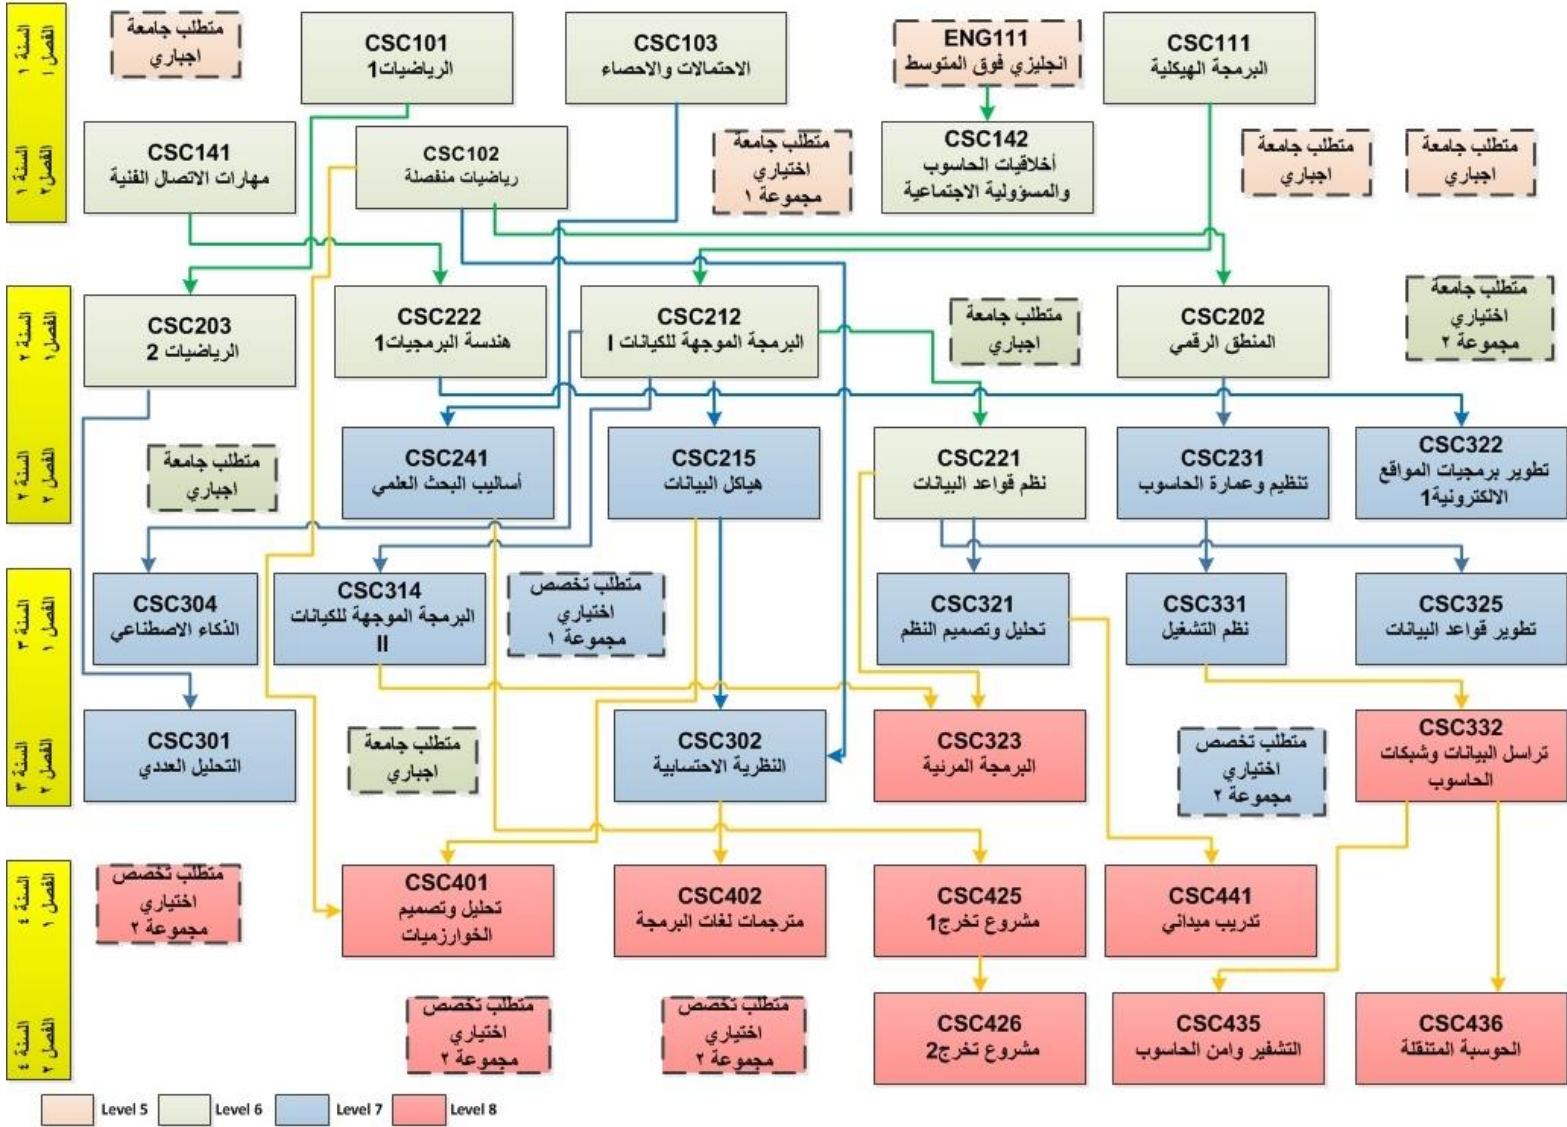 السنة ١
الفصل ١
متطلب جامعة
اجباري
CSC101
الرياضيات1
CSC103
الاحتمالات والاحصاء
ENG111
انجليزي فوق المتوسط
CSC111
البرمجة الهيكلية
السنة ١
الفصل ٢
CSC141
مهارات الاتصال الفنية
CSC102
رياضيات منفصلة
متطلب جامعة
اختياري
مجموعة ١
CSC142
أخلاقيات الحاسوب
والمسؤولية الاجتماعية
متطلب جامعة
اجباري
متطلب جامعة
اجباري
السنة ٢
الفصل ١
CSC203
الرياضيات 2
CSC222
هندسة البرمجيات1
CSC212
البرمجة الموجهة للكيانات I
متطلب جامعة
اجباري
CSC202
المنطق الرقمي
متطلب جامعة
اختياري
مجموعة ٢
السنة ٢
الفصل ٢
متطلب جامعة
اجباري
CSC241
أساليب البحث العلمي
CSC215
هياكل البيانات
CSC221
نظم قواعد البيانات
CSC231
تنظيم وعمارة الحاسوب
CSC322
تطوير برمجيات المواقع
الالكترونية1
السنة ٣
الفصل ١
CSC304
الذكاء الاصطناعي
CSC314
البرمجة الموجهة للكيانات
II
متطلب تخصص
اختياري
مجموعة ١
CSC321
تحليل وتصميم النظم
CSC331
نظم التشغيل
CSC325
تطوير قواعد البيانات
السنة ٣
الفصل ٢
CSC301
التحليل العددي
متطلب جامعة
اجباري
CSC302
النظرية الاحتسابية
CSC323
البرمجة المرئية
متطلب تخصص
اختياري
مجموعة ٢
CSC332
تراسل البيانات وشبكات
الحاسوب
السنة ٤
الفصل ١
متطلب تخصص
اختياري
مجموعة ٢
CSC401
تحليل وتصميم
الخوارزميات
CSC402
مترجمات لغات البرمجة
CSC425
مشروع تخرج1
CSC441
تدريب ميداني
السنة ٤
الفصل ٢
متطلب تخصص
اختياري
مجموعة ٢
متطلب تخصص
اختياري
مجموعة ٢
CSC426
مشروع تخرج2
CSC435
التشفير وامن الحاسوب
CSC436
الحوسبة المتنقلة
Level 5
Level 6
Level 7
Level 8